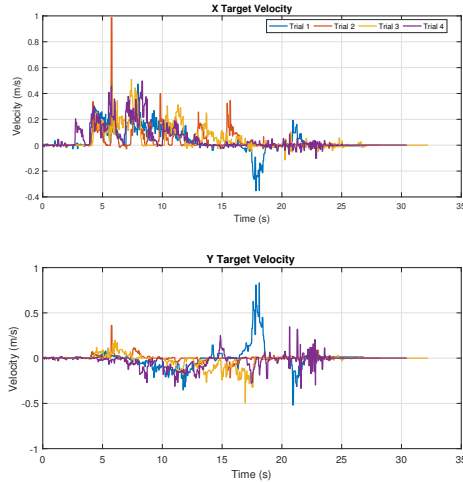 X Target Velocity
Trial 1 Trial 2 Trial 3 Trial 4
Velocity (m/s)
1
0.8
0.6
0.4
0.2
0
-0.2
-0.4
0 5 10 15 20 25 30 35
Time (s)
Y Target Velocity
Velocity (m/s)
1
0.5
0
-0.5
-1
0 5 10 15 20 25 30 35
Time (s)